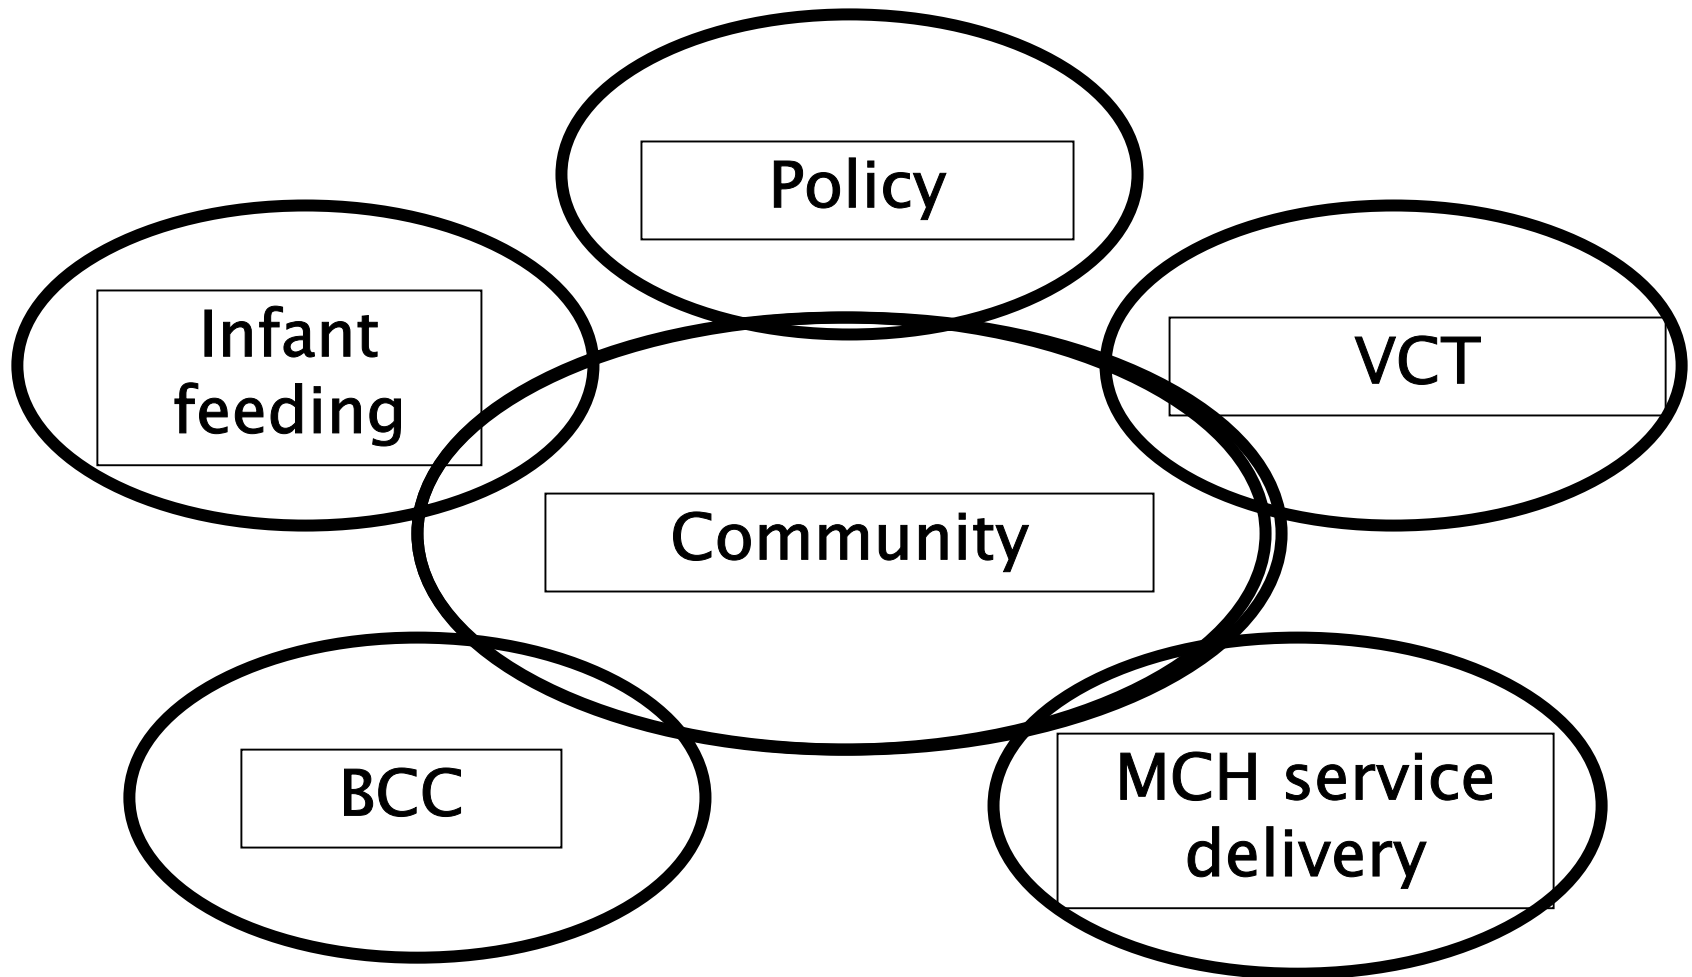 Policy
Infant
feeding
VCT
Community
BCC
MCH service
delivery